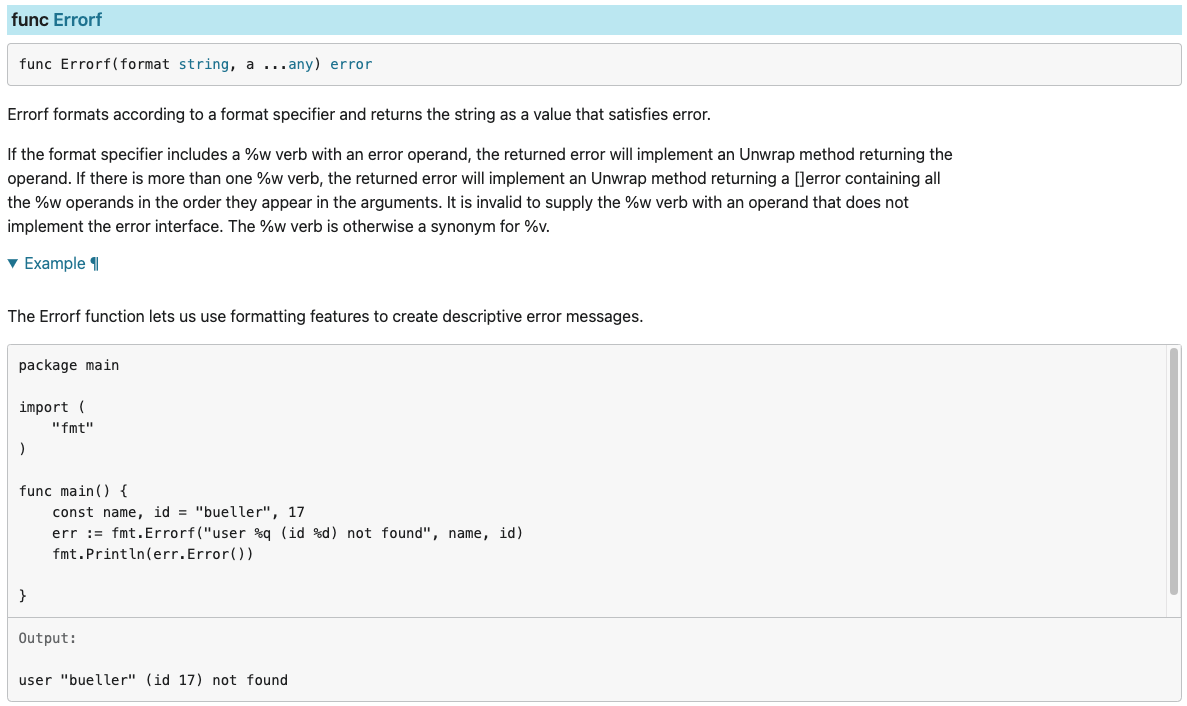 func Errorf
func Errorf(format string, a ...any) error
Errorf formats according to a format specifier and returns the string as a value that satisfies error.
If the format specifier includes a %w verb with an error operand, the returned error will implement an Unwrap method returning the
operand. If there is more than one %w verb, the returned error will implement an Unwrap method returning a []error containing all
the %w operands in the order they appear in the arguments. It is invalid to supply the %w verb with an operand that does not
implement the error interface. The %w verb is otherwise a synonym for %v.
▼ Example ¶
The Errorf function lets us use formatting features to create descriptive error messages.
package main
import (
    "fmt"
)
func main() {
    const name, id = "bueller", 17
    err := fmt.Errorf("user %q (id %d) not found", name, id)
    fmt.Println(err.Error())
}
Output:
user "bueller" (id 17) not found